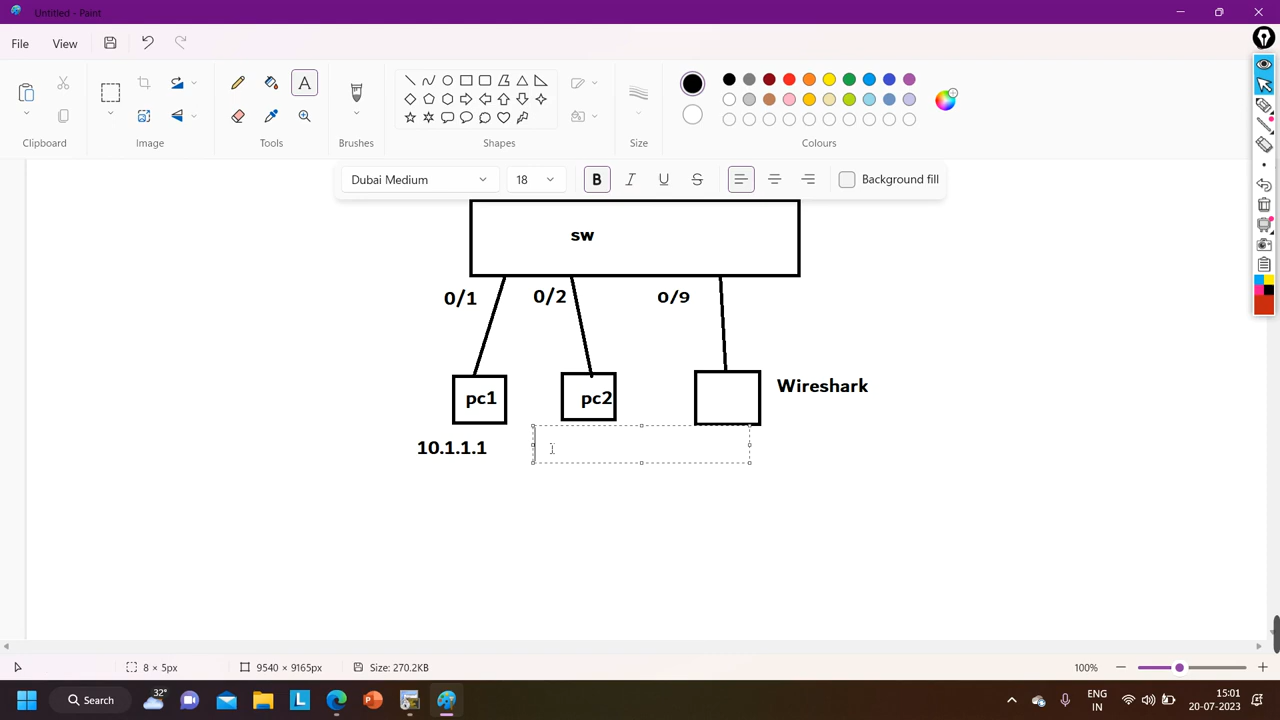 Untitled - Paint
File View
Clipboard Image Tools Brushes Shapes Size Colours
Dubai Medium 18 B I U S Background fill
sw
0/1 0/2 0/9
pc1 pc2 Wireshark
10.1.1.1
8 × 5px 9540 × 9165px Size: 270.2KB 100%
32° Search ENG IN 15:01 20-07-2023